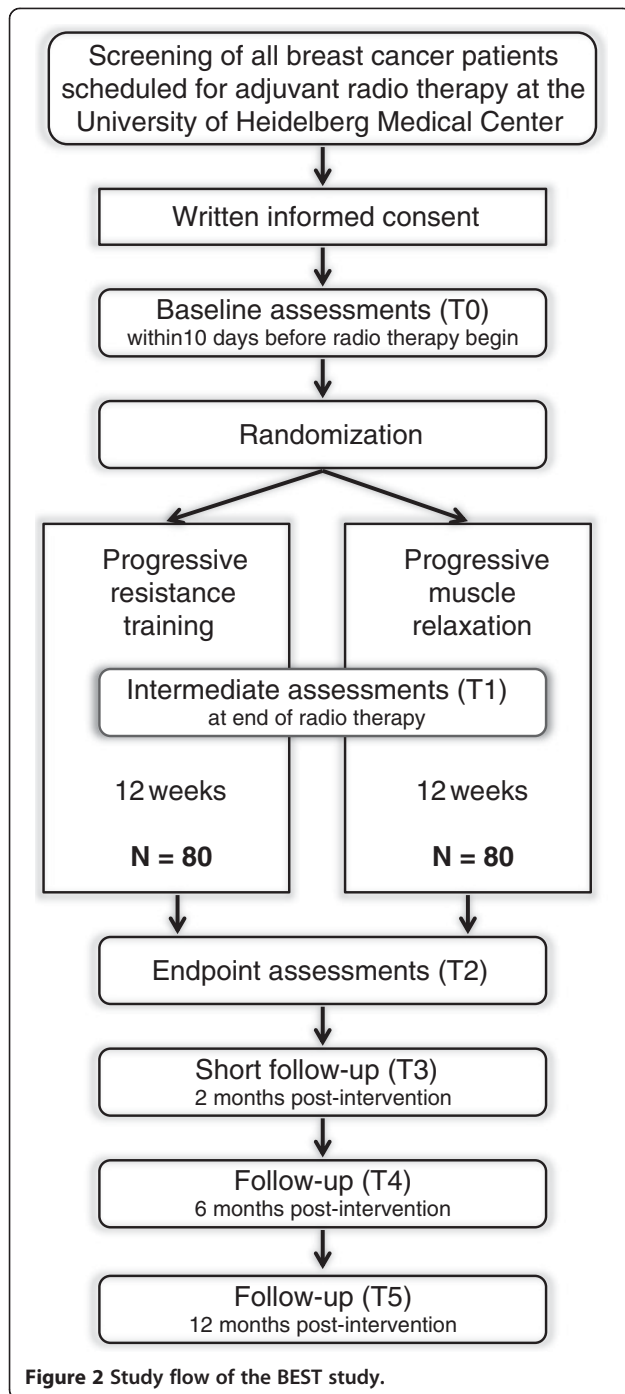 Screening of all breast cancer patients
scheduled for adjuvant radio therapy at the
University of Heidelberg Medical Center
Written informed consent
Baseline assessments (T0)
within10 days before radio therapy begin
Randomization
Progressive
resistance
training
Progressive
muscle
relaxation
Intermediate assessments (T1)
at end of radio therapy
12 weeks
12 weeks
N = 80
N = 80
Endpoint assessments (T2)
Short follow-up (T3)
2 months post-intervention
Follow-up (T4)
6 months post-intervention
Follow-up (T5)
12 months post-intervention
Figure 2 Study flow of the BEST study.